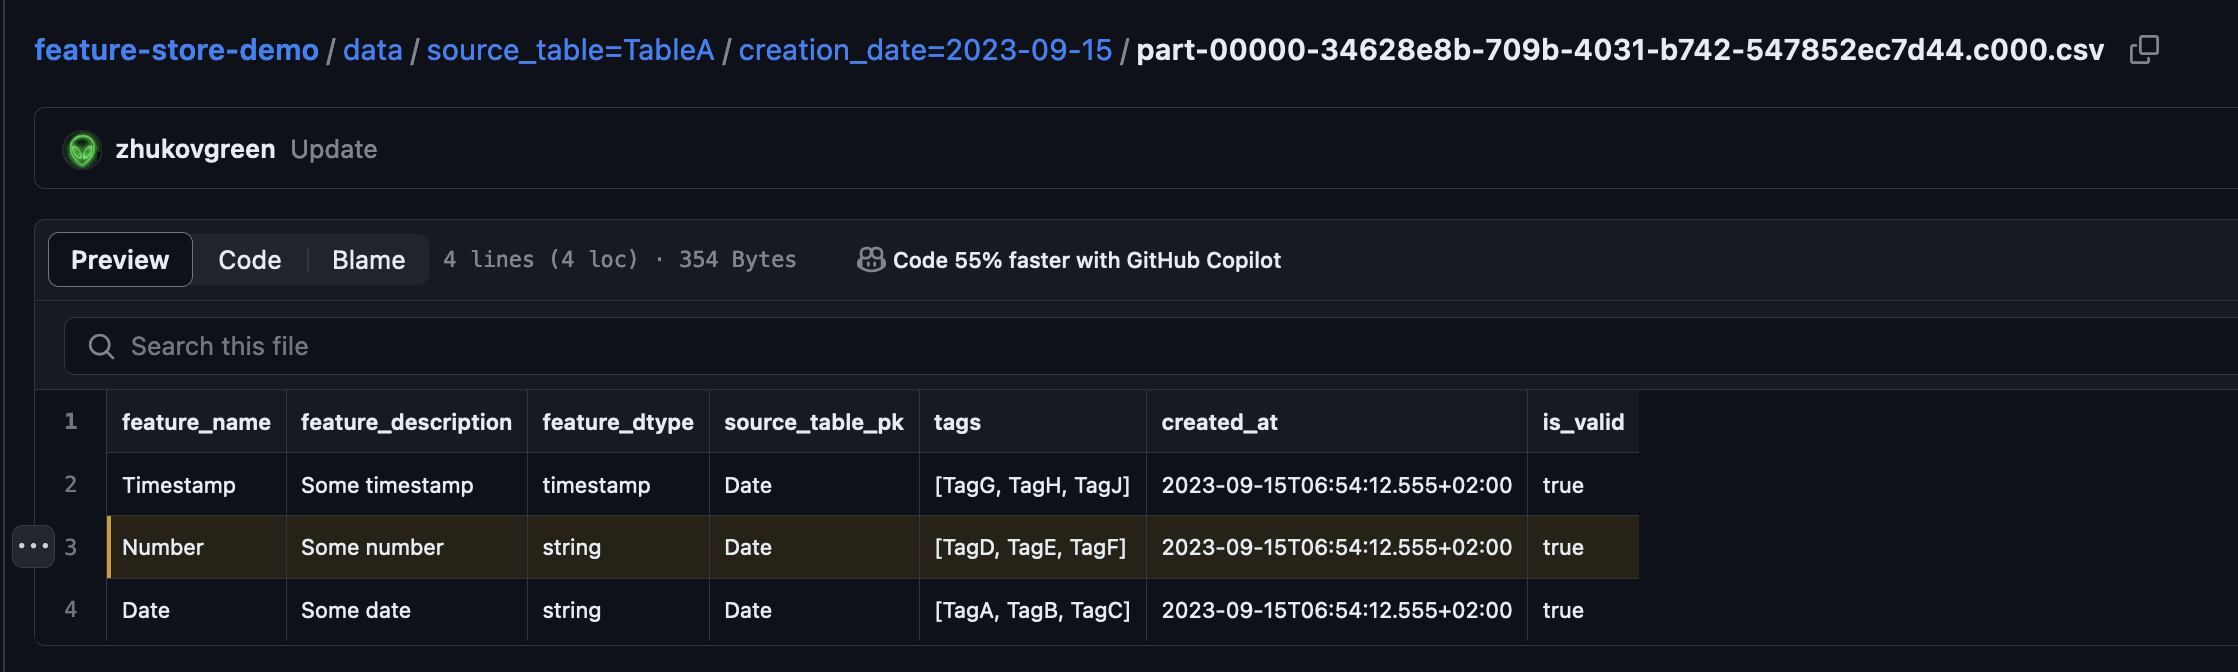 feature-store-demo / data / source_table=TableA / creation_date=2023-09-15 / part-00000-34628e8b-709b-4031-b742-547852ec7d44.c000.csv
zhukovgreen Update
Preview Code Blame 4 lines (4 loc) · 354 Bytes Code 55% faster with GitHub Copilot
Search this file
1 feature_name feature_description feature_dtype source_table_pk tags created_at is_valid
2 Timestamp Some timestamp timestamp Date [TagG, TagH, TagJ] 2023-09-15T06:54:12.555+02:00 true
3 Number Some number string Date [TagD, TagE, TagF] 2023-09-15T06:54:12.555+02:00 true
4 Date Some date string Date [TagA, TagB, TagC] 2023-09-15T06:54:12.555+02:00 true